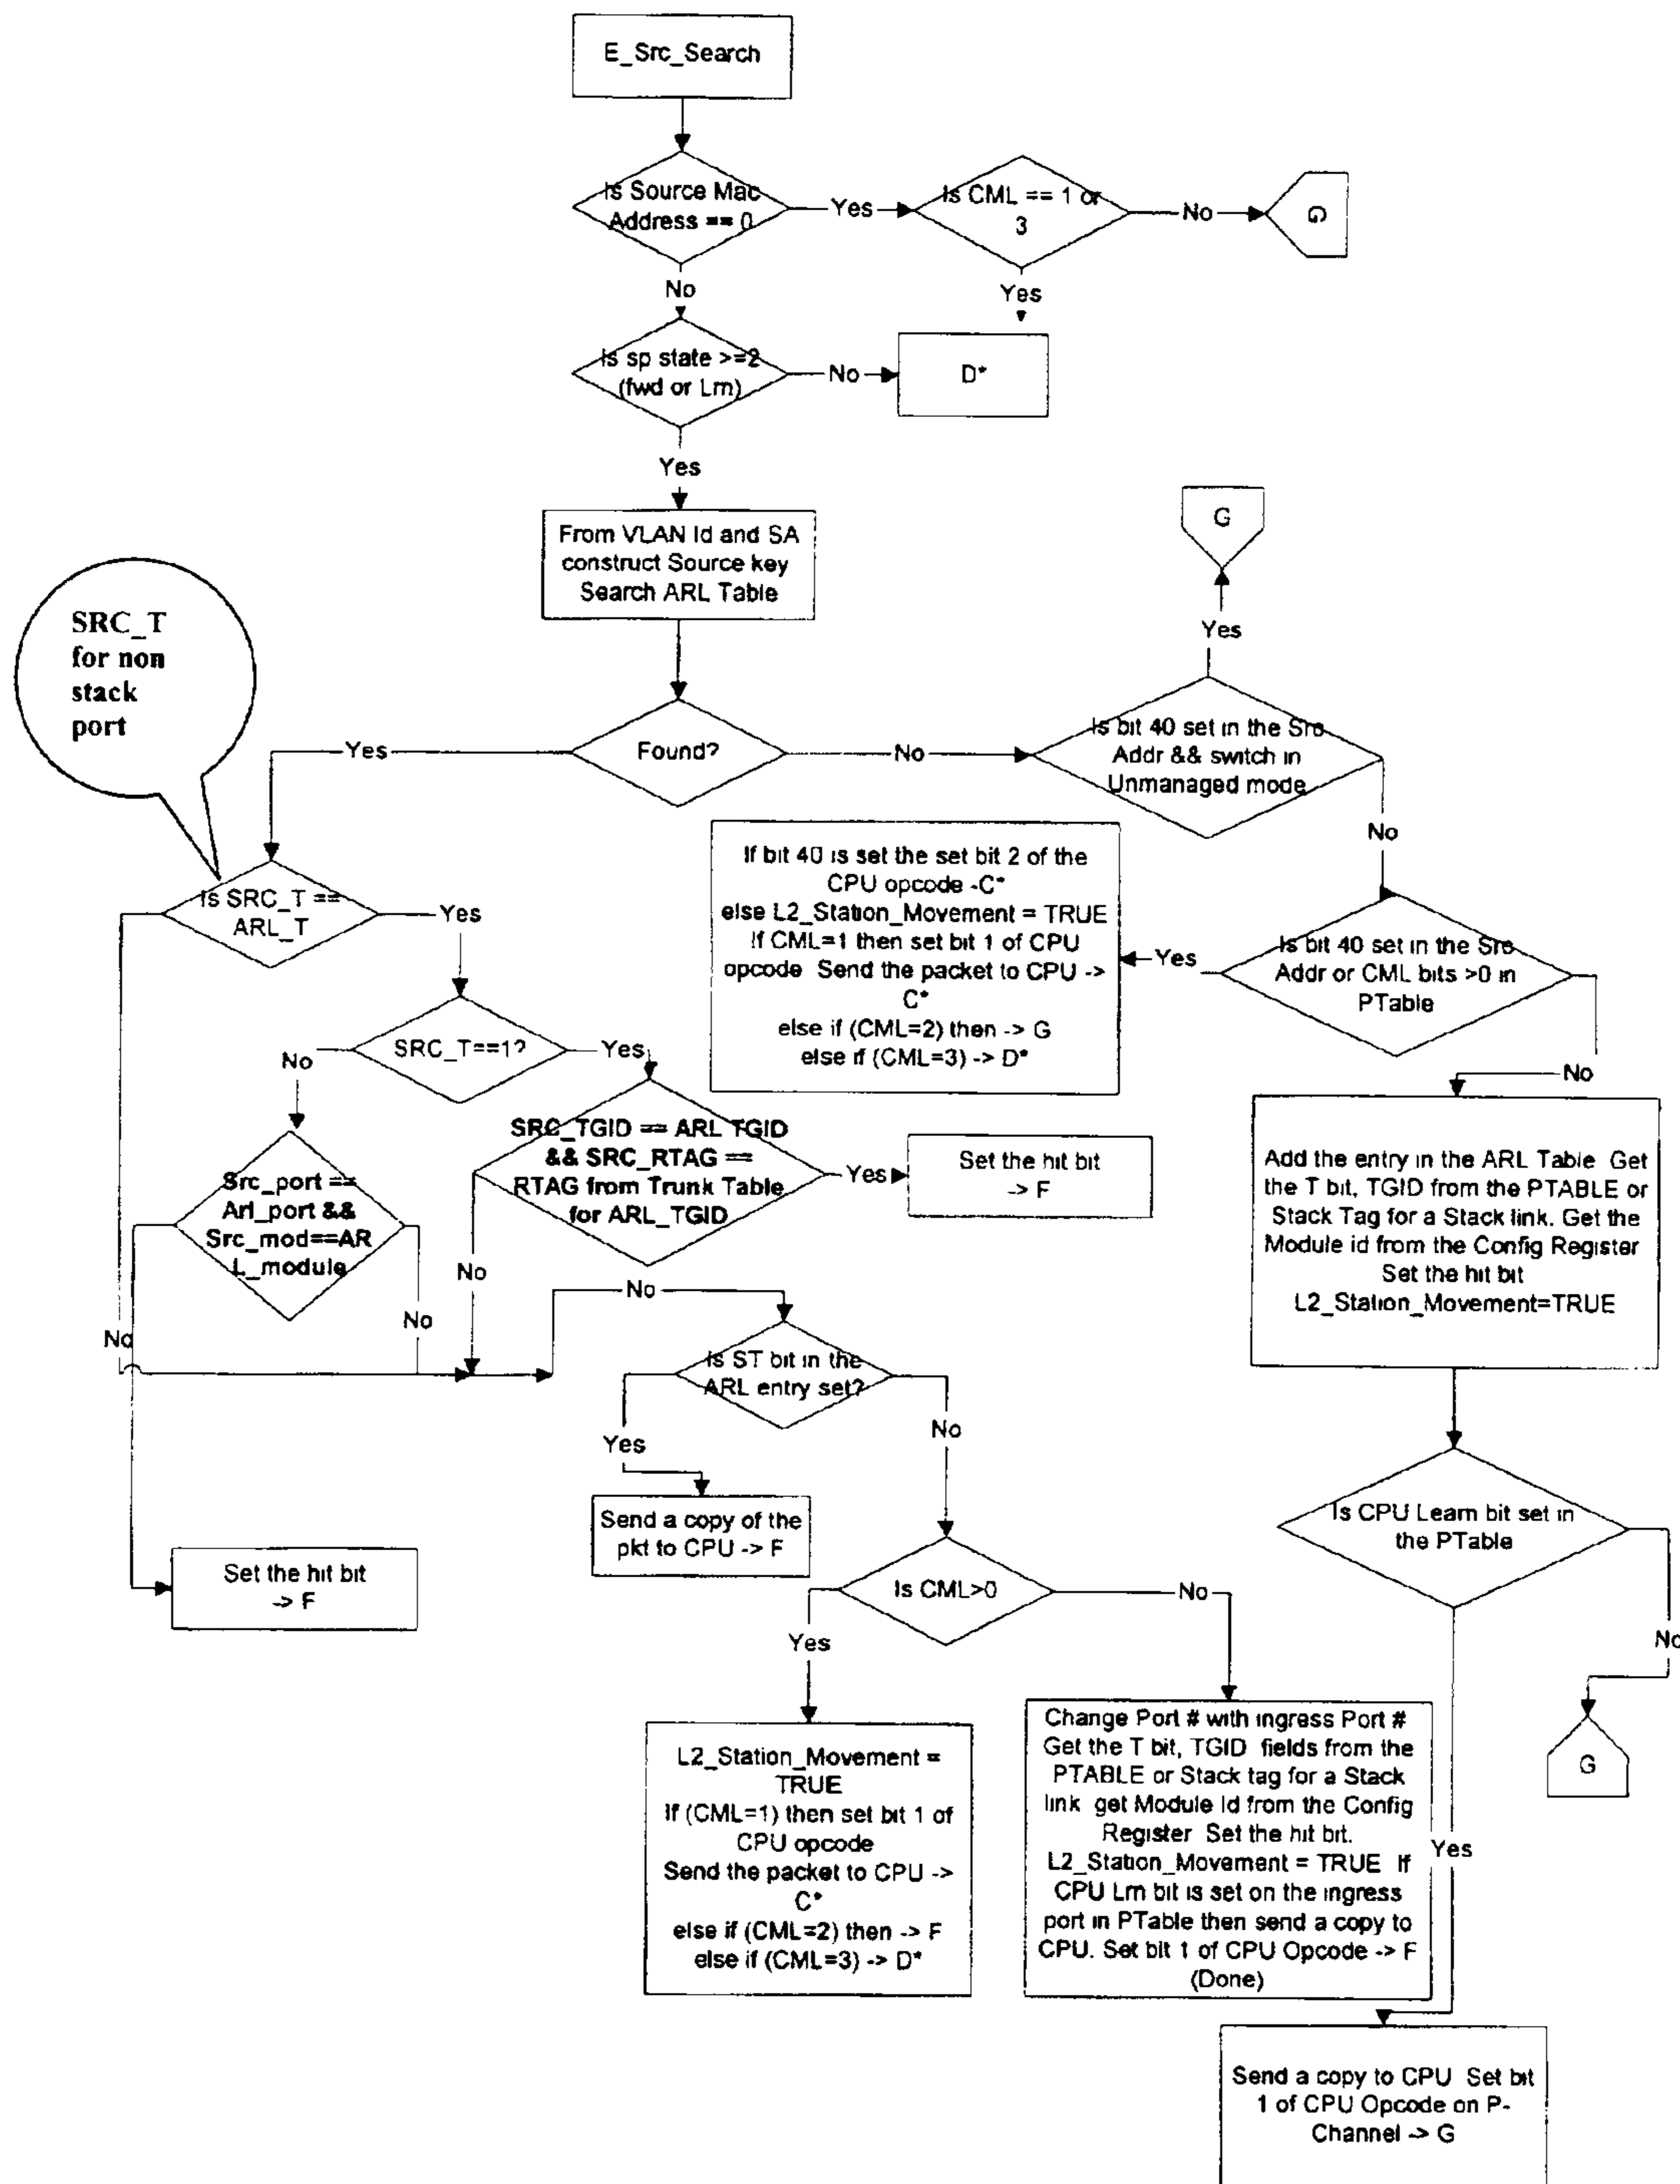 E_Src_Search
Is Source Mac
Address == 0
Yes
Is CML == 1 or
3
No
G
No
Yes
Is sp state >=2
(fwd or Lrn)
No
D*
Yes
From VLAN Id and SA
construct Source key
Search ARL Table
G
Yes
SRC_T
for non
stack
port
Yes
Found?
No
Is bit 40 set in the Src
Addr && switch in
Unmanaged mode
No
If bit 40 is set the set bit 2 of the
CPU opcode -C*
else L2_Station_Movement = TRUE
If CML=1 then set bit 1 of CPU
opcode Send the packet to CPU ->
C*
else if (CML=2) then -> G
else if (CML=3) -> D*
Is SRC_T ==
ARL_T
Yes
Yes
Is bit 40 set in the Src
Addr or CML bits >0 in
PTable
No
No
SRC_T==1?
Yes
SRC_TGID == ARL TGID
&& SRC_RTAG ==
RTAG from Trunk Table
for ARL_TGID
Yes
Set the hit bit
-> F
Src_port ==
Arl_port &&
Src_mod==AR
L_module
Add the entry in the ARL Table Get
the T bit, TGID from the PTABLE or
Stack Tag for a Stack link. Get the
Module id from the Config Register
Set the hit bit
L2_Station_Movement=TRUE
No
No
No
No
Is ST bit in the
ARL entry set?
Yes
No
Send a copy of the
pkt to CPU -> F
Is CPU Learn bit set in
the PTable
Set the hit bit
-> F
Is CML>0
No
Yes
No
L2_Station_Movement =
TRUE
If (CML=1) then set bit 1 of
CPU opcode
Send the packet to CPU ->
C*
else if (CML=2) then -> F
else if (CML=3) -> D*
Change Port # with ingress Port #
Get the T bit, TGID fields from the
PTABLE or Stack tag for a Stack
link get Module Id from the Config
Register Set the hit bit.
L2_Station_Movement = TRUE If
CPU Lrn bit is set on the ingress
port in PTable then send a copy to
CPU. Set bit 1 of CPU Opcode -> F
(Done)
G
Yes
Send a copy to CPU Set bit
1 of CPU Opcode on P-
Channel -> G